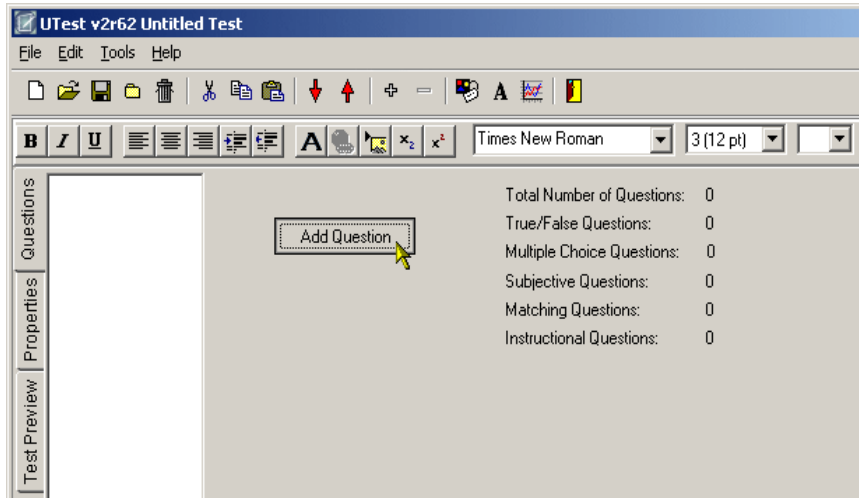 UTest v2r62 Untitled Test
File Edit Tools Help
A
B I U A x₂ x² Times New Roman 3 (12 pt)
Questions
Properties
Test Preview
Add Question
Total Number of Questions: 0
True/False Questions: 0
Multiple Choice Questions: 0
Subjective Questions: 0
Matching Questions: 0
Instructional Questions: 0